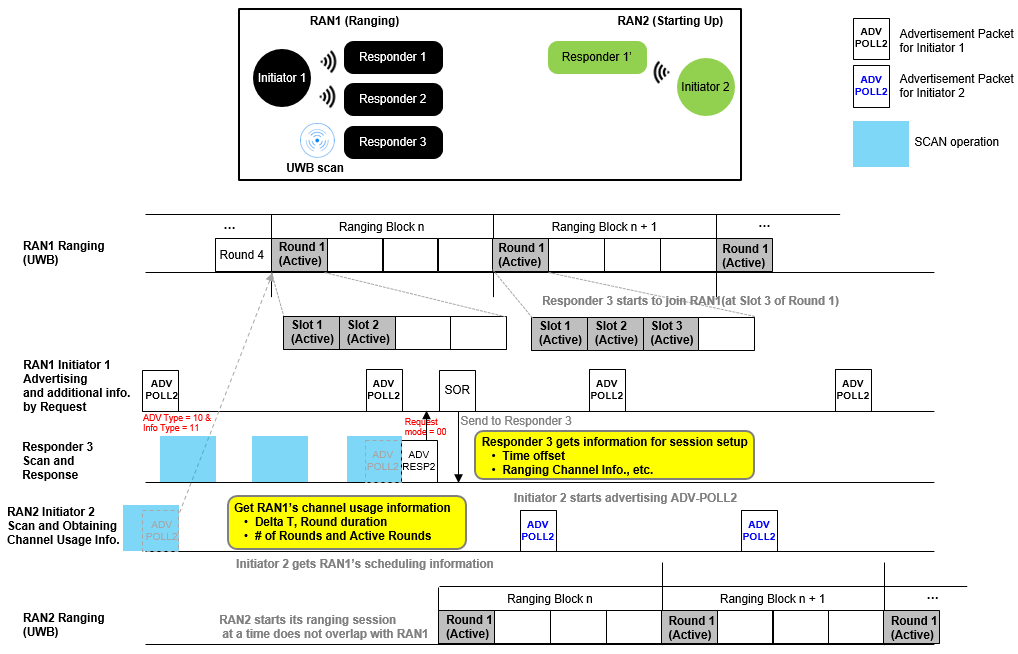 RAN1 (Ranging)
RAN2 (Starting Up)
Initiator 1
Responder 1
Responder 2
Responder 3
UWB scan
Responder 1'
Initiator 2
ADV
POLL2
Advertisement Packet
for Initiator 1
ADV
POLL2
Advertisement Packet
for Initiator 2
SCAN operation
RAN1 Ranging
(UWB)
...
Ranging Block n
Ranging Block n + 1
...
Round 4
Round 1
(Active)
Round 1
(Active)
Round 1
(Active)
Responder 3 starts to join RAN1(at Slot 3 of Round 1)
Slot 1
(Active)
Slot 2
(Active)
Slot 1
(Active)
Slot 2
(Active)
Slot 3
(Active)
RAN1 Initiator 1
Advertising
and additional info.
by Request
ADV
POLL2
ADV
POLL2
SOR
ADV
POLL2
ADV
POLL2
ADV Type = 10 &
Info Type = 11
Request
mode = 00
Send to Responder 3
Responder 3
Scan and
Response
ADV
POLL2
ADV
RESP2
Responder 3 gets information for session setup
• Time offset
• Ranging Channel Info., etc.
Initiator 2 starts advertising ADV-POLL2
RAN2 Initiator 2
Scan and Obtaining
Channel Usage Info.
ADV
POLL2
Get RAN1's channel usage information
• Delta T, Round duration
• # of Rounds and Active Rounds
ADV
POLL2
ADV
POLL2
Initiator 2 gets RAN1's scheduling information
RAN2 Ranging
(UWB)
RAN2 starts its ranging session
at a time does not overlap with RAN1
Ranging Block n
Ranging Block n + 1
...
Round 1
(Active)
Round 1
(Active)
Round 1
(Active)